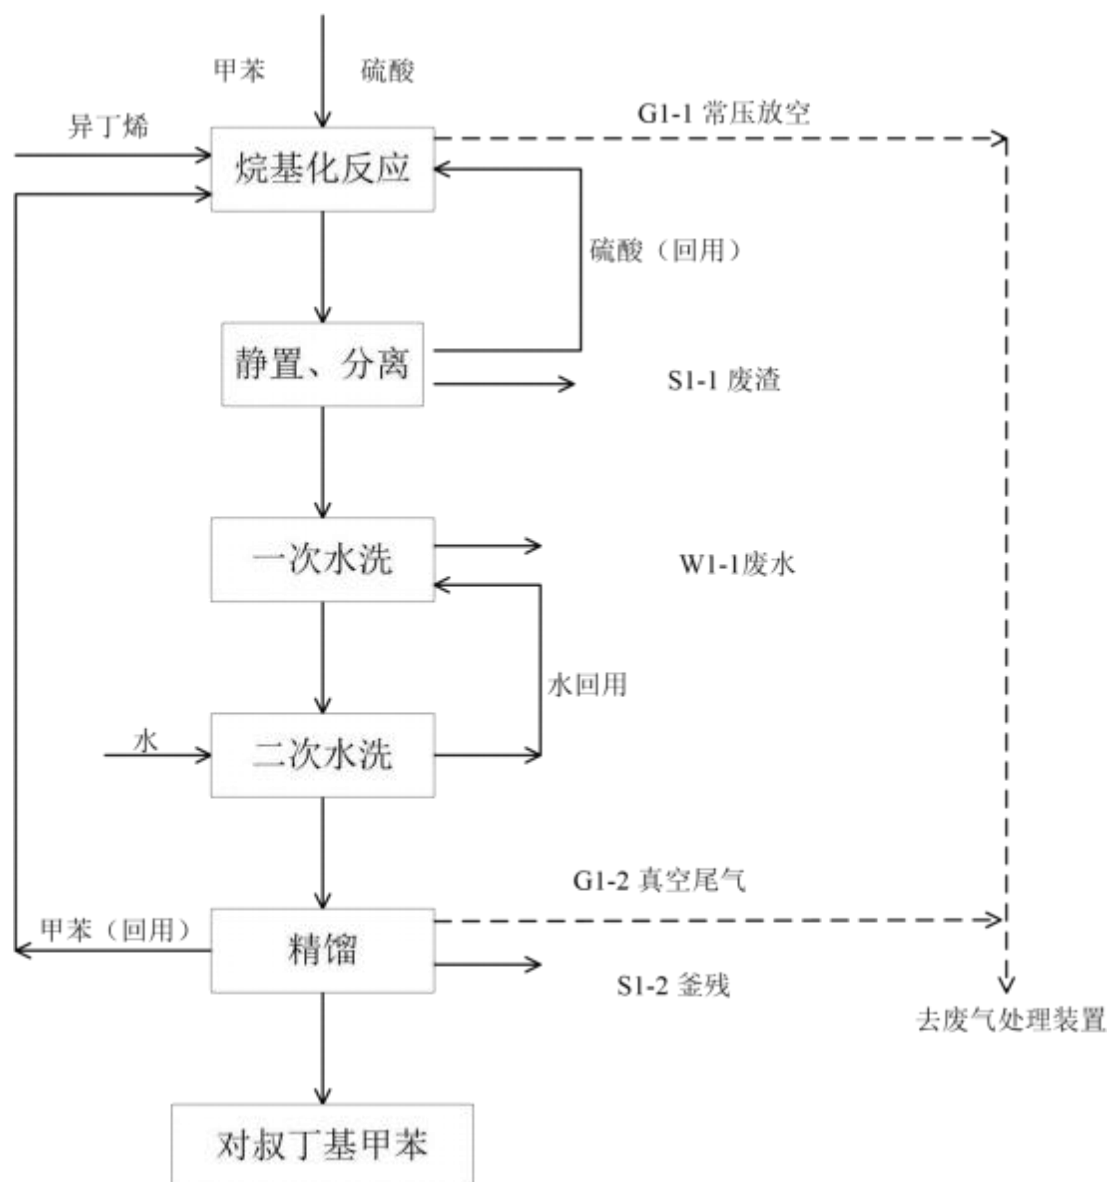 甲苯
硫酸
异丁烯
G1-1 常压放空
烷基化反应
硫酸（回用）
静置、分离
S1-1 废渣
一次水洗
W1-1废水
水回用
水
二次水洗
G1-2 真空尾气
甲苯（回用）
精馏
S1-2 釜残
去废气处理装置
对叔丁基甲苯